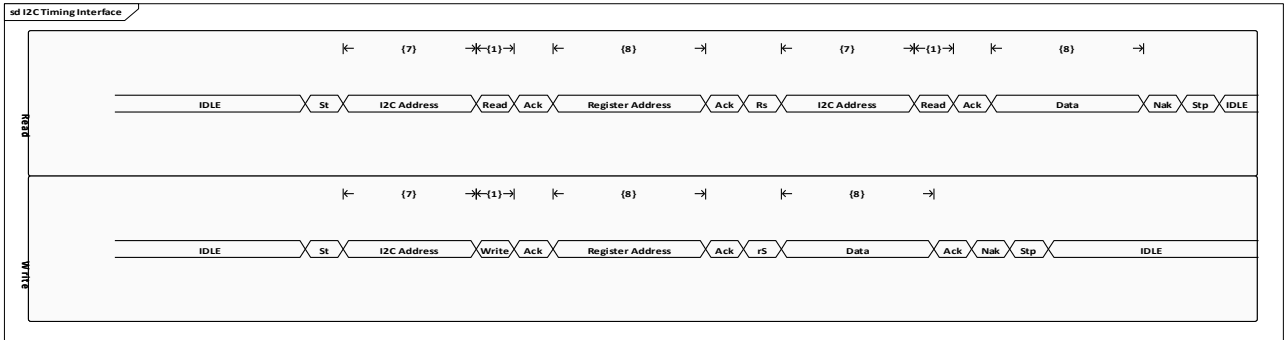 sd I2C Timing Interface
{7} {1} {8} {7} {1} {8}
IDLE St I2C Address Read Ack Register Address Ack Rs I2C Address Read Ack Data Nak Stp IDLE
Read
{7} {1} {8} {8}
IDLE St I2C Address Write Ack Register Address Ack rS Data Ack Nak Stp IDLE
Write